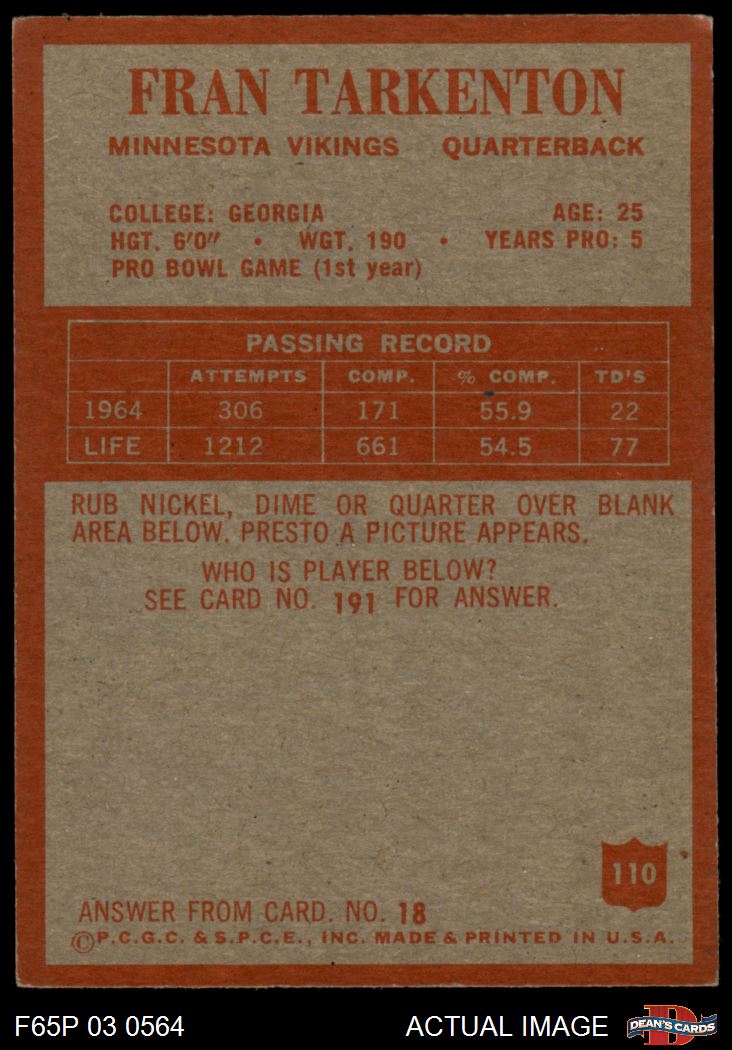 FRAN TARKENTON
MINNESOTA VIKINGS QUARTERBACK
COLLEGE: GEORGIA AGE: 25
HGT. 6'0" • WGT. 190 • YEARS PRO: 5
PRO BOWL GAME (1st year)
PASSING RECORD
ATTEMPTS COMP. % COMP. TD'S
1964 306 171 55.9 22
LIFE 1212 661 54.5 77
RUB NICKEL, DIME OR QUARTER OVER BLANK
AREA BELOW. PRESTO A PICTURE APPEARS.
WHO IS PLAYER BELOW?
SEE CARD NO. 191 FOR ANSWER.
110
ANSWER FROM CARD. NO. 18
©P.C.G.C. & S.P.C.E., INC. MADE & PRINTED IN U.S.A.
F65P 03 0564 ACTUAL IMAGE D DEAN'S CARDS